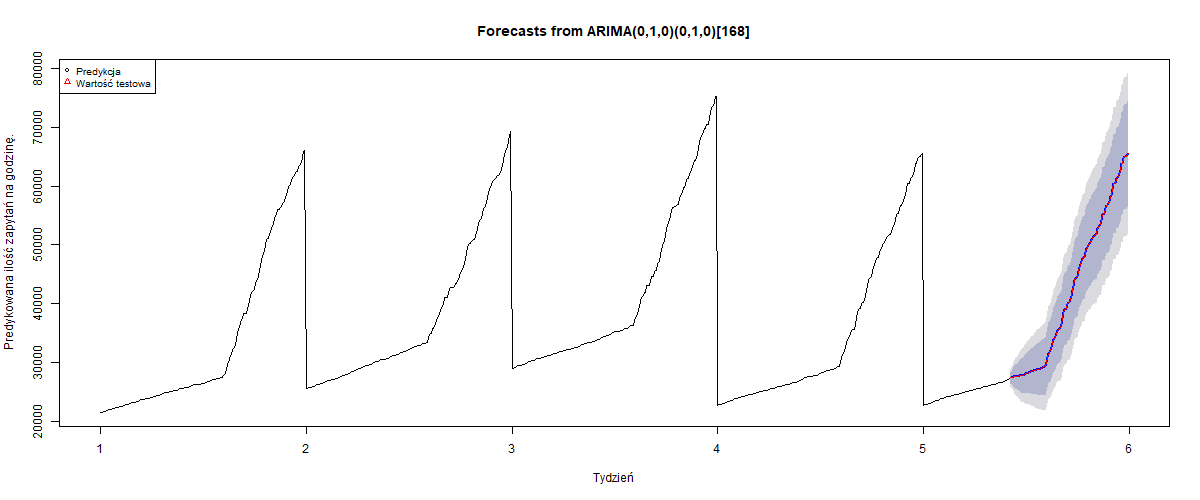 Forecasts from ARIMA(0,1,0)(0,1,0)[168]
Predykcja
Wartość testowa
Predykowana ilość zapytań na godzinę.
80000
70000
60000
50000
40000
30000
20000
1 2 3 4 5 6
Tydzień